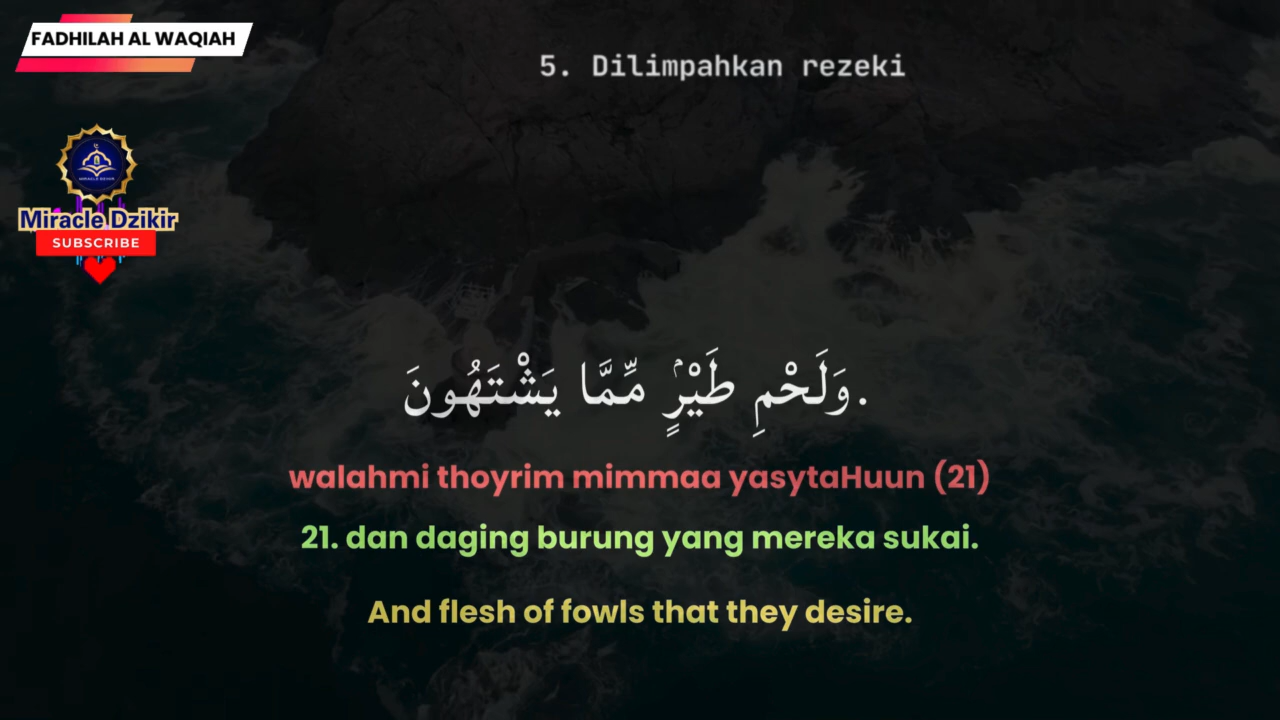 FADHILAH AL WAQIAH
5. Dilimpahkan rezeki
Miracle Dzikir
SUBSCRIBE
وَلَحْمِ طَيْرٍۢ مِّمَّا يَشْتَهُونَ.
walahmi thoyrim mimmaa yasytaHuun (21)
21. dan daging burung yang mereka sukai.
And flesh of fowls that they desire.